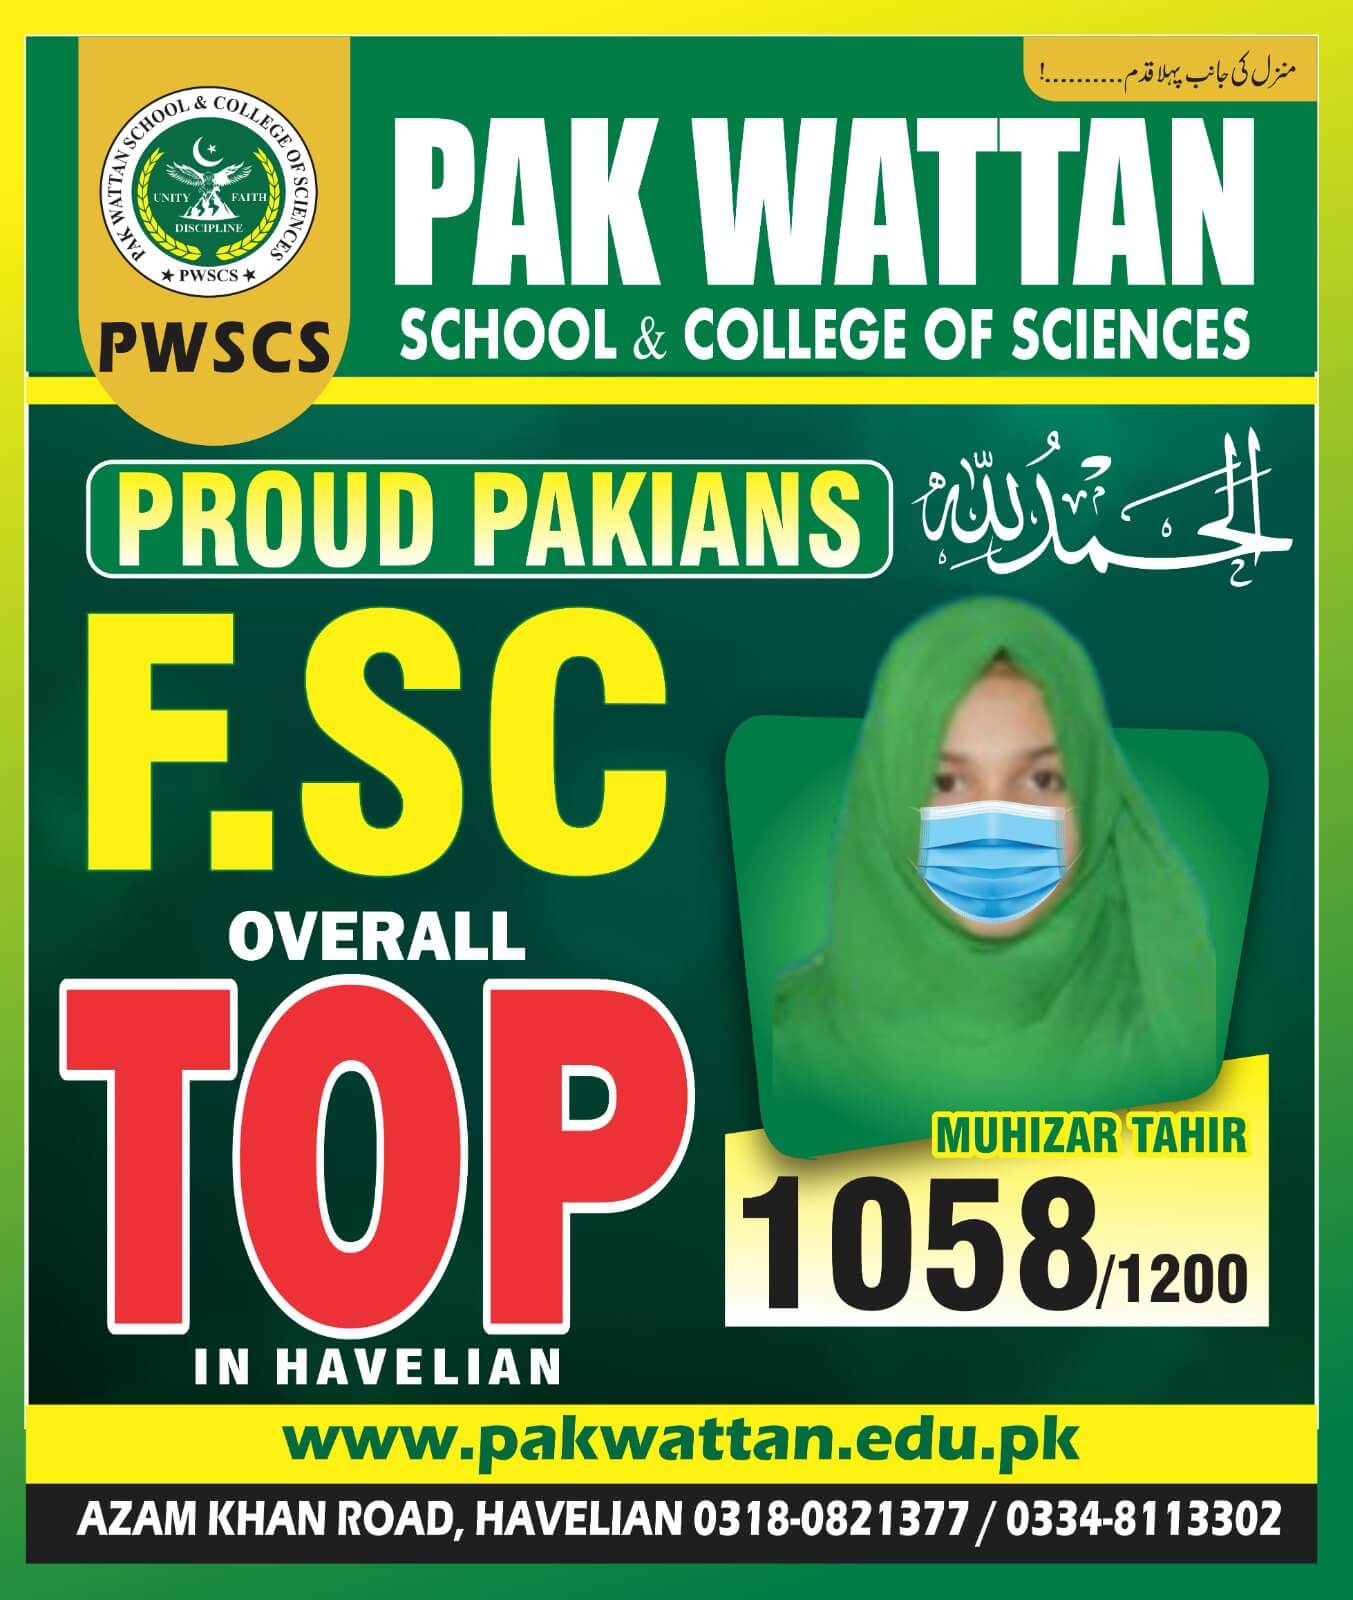 منزل کی جانب پہلا قدم..........!
PAK WATTAN SCHOOL & COLLEGE OF SCIENCES
UNITY FAITH
DISCIPLINE
★ PWSCS ★
PWSCS
PAK WATTAN
SCHOOL & COLLEGE OF SCIENCES
PROUD PAKIANS
الحمدُللّٰہ
F.SC
OVERALL
TOP
IN HAVELIAN
MUHIZAR TAHIR
1058/1200
www.pakwattan.edu.pk
AZAM KHAN ROAD, HAVELIAN 0318-0821377 / 0334-8113302